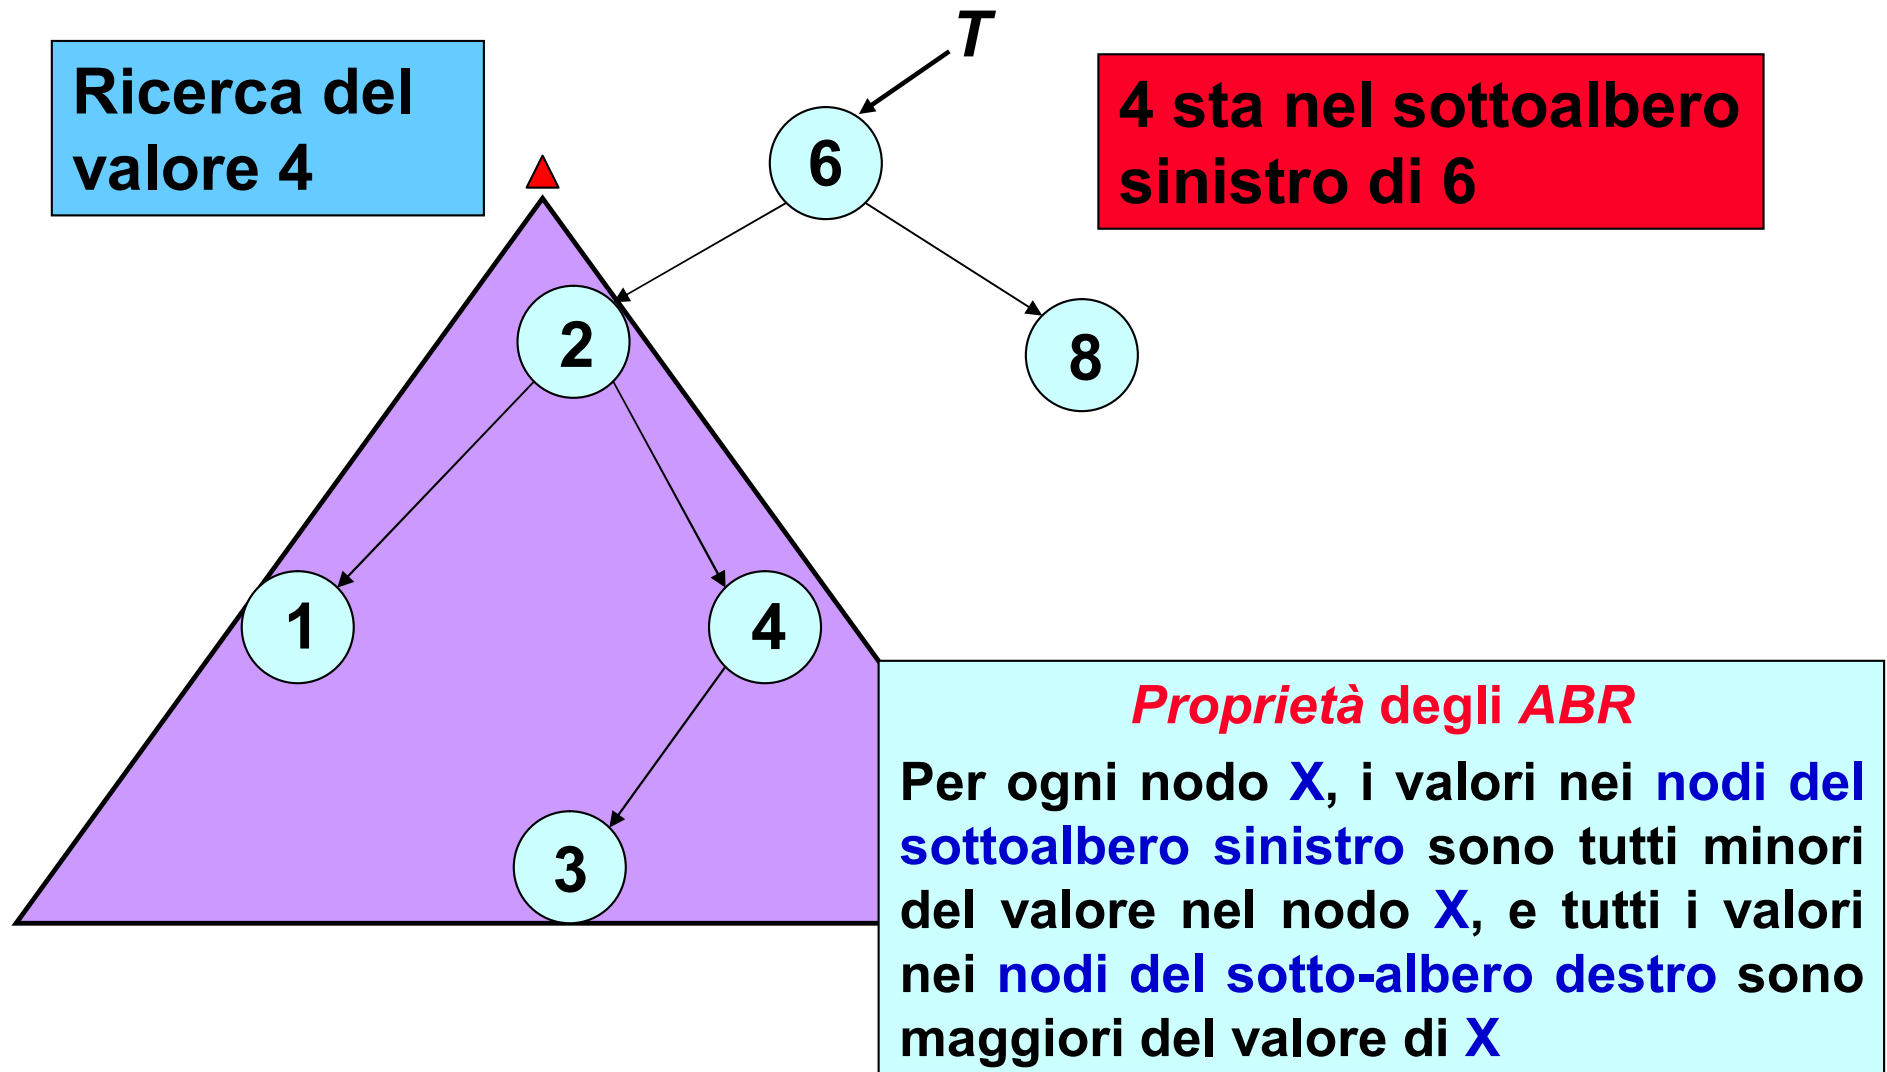 T
Ricerca del
valore 4
4 sta nel sottoalbero
sinistro di 6
6
2
8
1
4
3
Proprietà degli ABR
Per ogni nodo X, i valori nei nodi del
sottoalbero sinistro sono tutti minori
del valore nel nodo X, e tutti i valori
nei nodi del sotto-albero destro sono
maggiori del valore di X